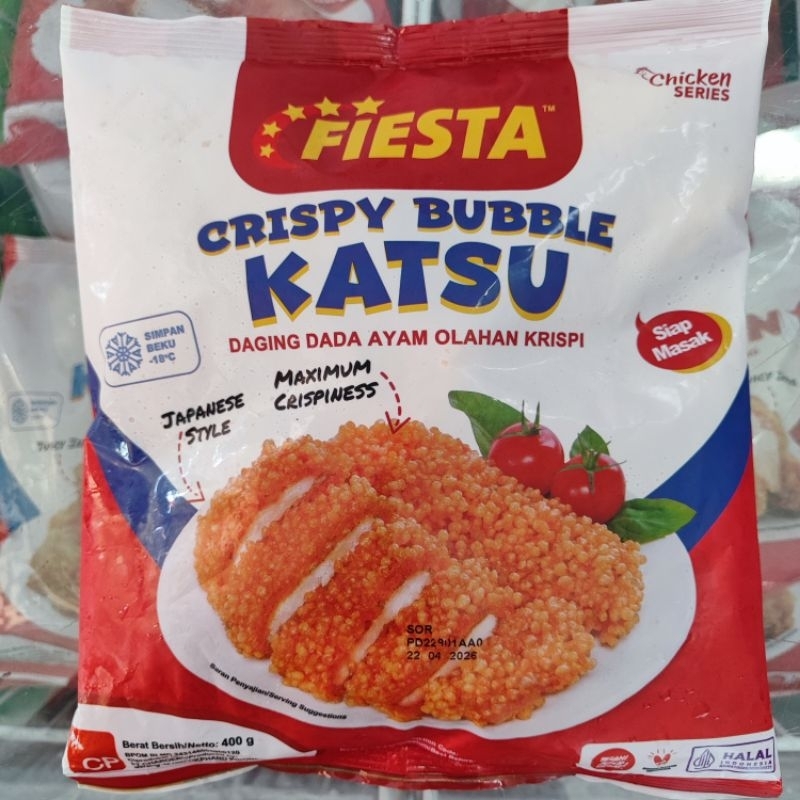 Chicken
SERIES
FIESTA™
CRISPY BUBBLE
KATSU
DAGING DADA AYAM OLAHAN KRISPI
SIMPAN
BEKU
-18°C
Siap
Masak
MAXIMUM
CRISPINESS
JAPANESE
STYLE
SOR
22 04 2026
Saran Penyajian/Serving Suggestions
Berat Bersih/Netto: 400 g
CP
HALAL
INDONESIA